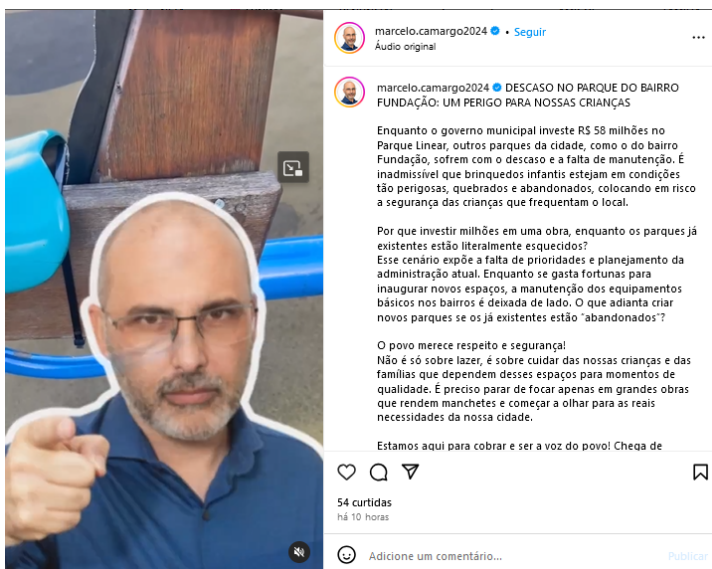 marcelo.camargo2024 • Seguir
Áudio original
marcelo.camargo2024 DESCASO NO PARQUE DO BAIRRO
FUNDAÇÃO: UM PERIGO PARA NOSSAS CRIANÇAS
Enquanto o governo municipal investe R$ 58 milhões no
Parque Linear, outros parques da cidade, como o do bairro
Fundação, sofrem com o descaso e a falta de manutenção. É
inadmissível que brinquedos infantis estejam em condições
tão perigosas, quebrados e abandonados, colocando em risco
a segurança das crianças que frequentam o local.
Por que investir milhões em uma obra, enquanto os parques já
existentes estão literalmente esquecidos?
Esse cenário expõe a falta de prioridades e planejamento da
administração atual. Enquanto se gasta fortunas para
inaugurar novos espaços, a manutenção dos equipamentos
básicos nos bairros é deixada de lado. O que adianta criar
novos parques se os já existentes estão “abandonados”?
O povo merece respeito e segurança!
Não é só sobre lazer, é sobre cuidar das nossas crianças e das
famílias que dependem desses espaços para momentos de
qualidade. É preciso parar de focar apenas em grandes obras
que rendem manchetes e começar a olhar para as reais
necessidades da nossa cidade.
Estamos aqui para cobrar e ser a voz do povo! Chega de
54 curtidas
há 10 horas
Adicione um comentário...
Publicar